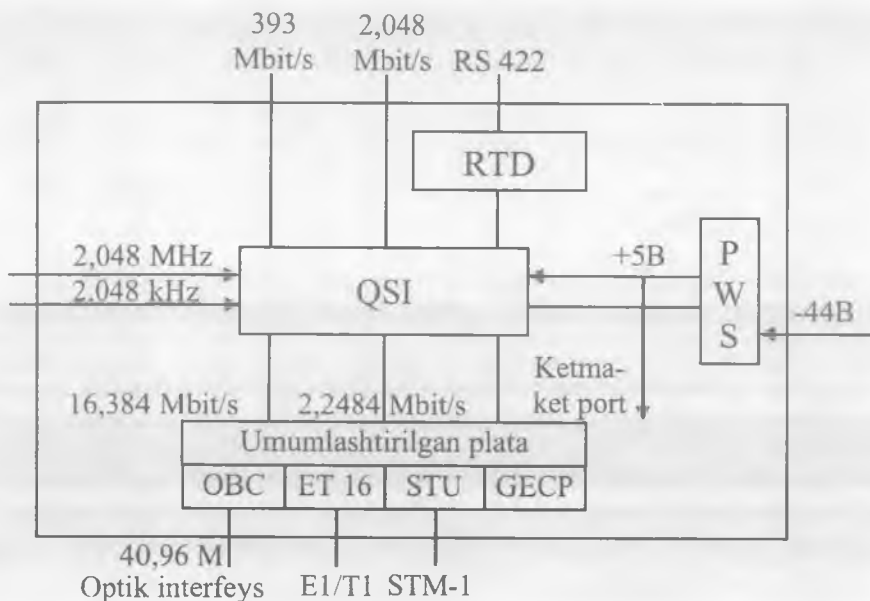 393
Mbit/s
2,048
Mbit/s
RS 422
RTD
2,048 MHz
2.048 kHz
QSI
+5B
P
W
S
-44B
Ketma-
ket port
16,384 Mbit/s
2,2484 Mbit/s
Umumlashtirilgan plata
OBC
ET 16
STU
GECP
40,96 M
Optik interfeys
E1/T1
STM-1